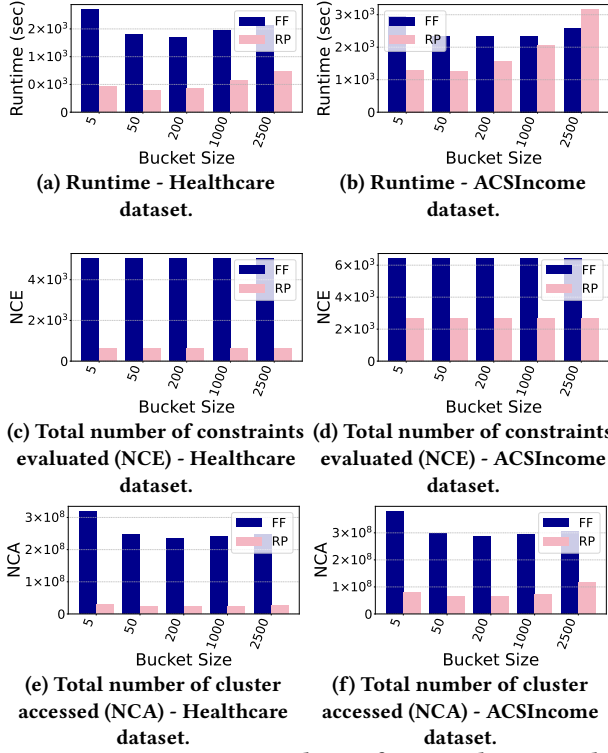 Runtime (sec)
2×10³
0×10³
0
FF
RP
5
50
200
1000
2500
Bucket Size
(a) Runtime - Healthcare
dataset.
Runtime (sec)
3×10³
2×10³
1×10³
0
FF
RP
5
50
200
1000
2500
Bucket Size
(b) Runtime - ACSIncome
dataset.
NCE
4×10³
2×10³
0
FF
RP
5
50
200
1000
2500
Bucket Size
(c) Total number of constraints
evaluated (NCE) - Healthcare
dataset.
NCE
6×10³
4×10³
2×10³
0
FF
RP
5
50
200
1000
2500
Bucket Size
(d) Total number of constraints
evaluated (NCE) - ACSIncome
dataset.
NCA
3×10⁸
2×10⁸
1×10⁸
0
FF
RP
5
50
200
1000
2500
Bucket Size
(e) Total number of cluster
accessed (NCA) - Healthcare
dataset.
NCA
3×10⁸
2×10⁸
1×10⁸
0
FF
RP
5
50
200
1000
2500
Bucket Size
(f) Total number of cluster
accessed (NCA) - ACSIncome
dataset.